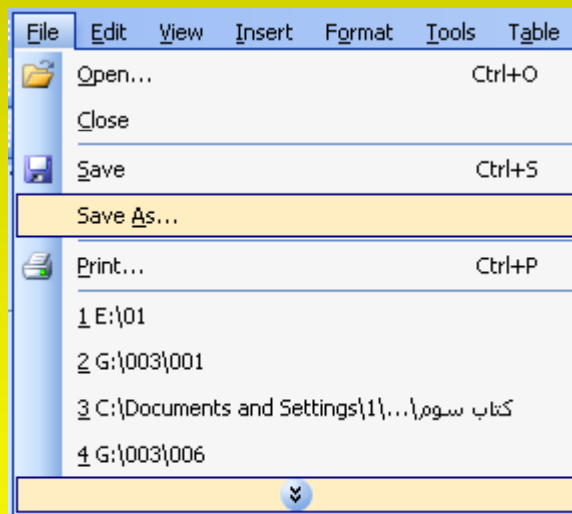 File Edit View Insert Format Tools Table
Open... Ctrl+O
Close
Save Ctrl+S
Save As...
Print... Ctrl+P
1 E:\01
2 G:\003\001
3 C:\Documents and Settings\1\...\کتاب سوم
4 G:\003\006